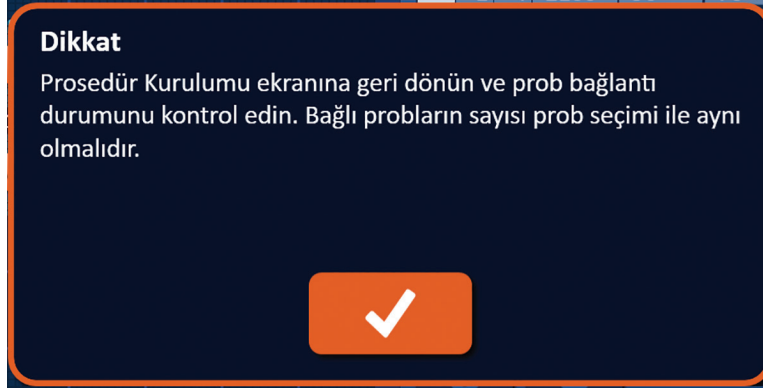 Dikkat
Prosedür Kurulumu ekranına geri dönün ve prob bağlantı
durumunu kontrol edin. Bağlı probların sayısı prob seçimi ile aynı
olmalıdır.